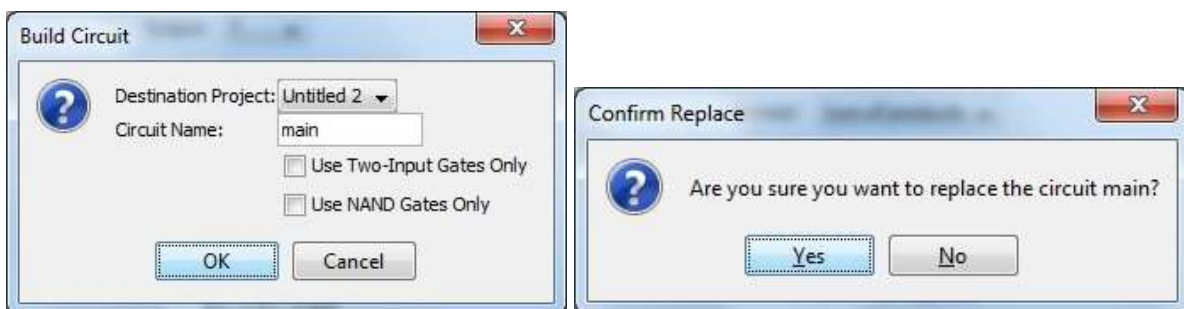 Build Circuit
Destination Project: Untitled 2
Circuit Name: main
Use Two-Input Gates Only
Use NAND Gates Only
OK Cancel
Confirm Replace
Are you sure you want to replace the circuit main?
Yes No